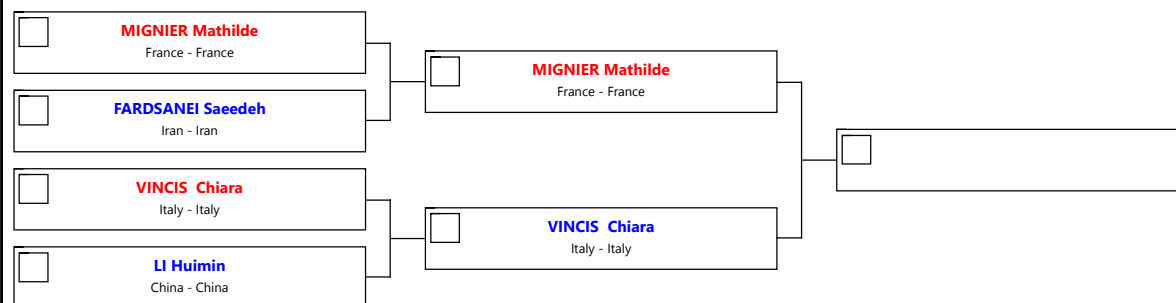 MIGNIER Mathilde
France - France
FARDSANEI Saeedeh
Iran - Iran
VINCIS  Chiara
Italy - Italy
LI Huimin
China - China
MIGNIER Mathilde
France - France
VINCIS  Chiara
Italy - Italy